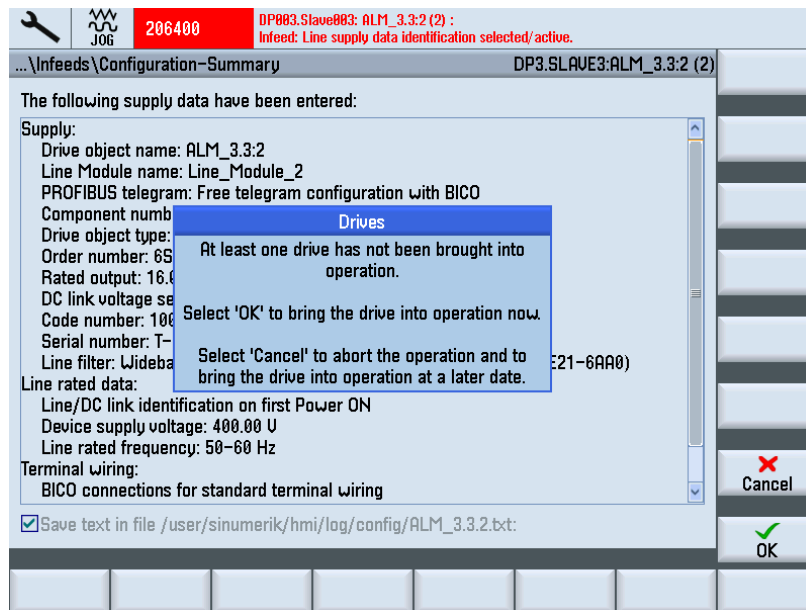 JOG
206400
DP003.Slave003: ALM_3.3:2 (2) :
Infeed: Line supply data identification selected/active.
...\Infeeds\Configuration-Summary
DP3.SLAVE3:ALM_3.3:2 (2)
The following supply data have been entered:
Supply:
Drive object name: ALM_3.3:2
Line Module name: Line_Module_2
PROFIBUS telegram: Free telegram configuration with BICO
Component numb
Drive object type:
Order number: 6S
Rated output: 16.0
DC link voltage se
Code number: 100
Serial number: T-
Line filter: Wideba
E21-6AA0)
Drives
At least one drive has not been brought into
operation.
Select 'OK' to bring the drive into operation now.
Select 'Cancel' to abort the operation and to
bring the drive into operation at a later date.
Line rated data:
Line/DC link identification on first Power ON
Device supply voltage: 400.00 V
Line rated frequency: 50-60 Hz
Terminal wiring:
BICO connections for standard terminal wiring
Save text in file /user/sinumerik/hmi/log/config/ALM_3.3.2.txt:
Cancel
OK